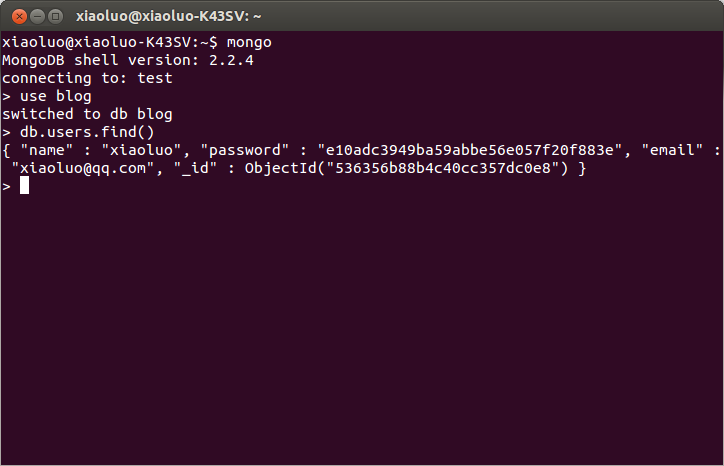 xiaoluo@xiaoluo-K43SV: ~
xiaoluo@xiaoluo-K43SV:~$ mongo
MongoDB shell version: 2.2.4
connecting to: test
> use blog
switched to db blog
> db.users.find()
{ "name" : "xiaoluo", "password" : "e10adc3949ba59abbe56e057f20f883e", "email" :
 "xiaoluo@qq.com", "_id" : ObjectId("536356b88b4c40cc357dc0e8") }
>